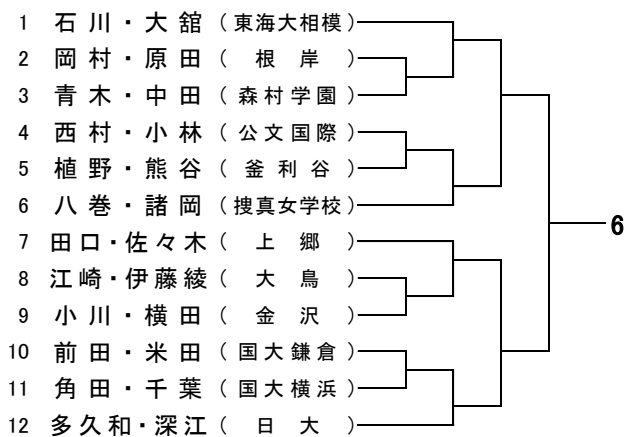 1 石川・大舘 (東海大相模)
2 岡村・原田 (根岸)
3 青木・中田 (森村学園)
4 西村・小林 (公文国際)
5 植野・熊谷 (釜利谷)
6 八巻・諸岡 (捜真女学校)
7 田口・佐々木 (上郷)
8 江崎・伊藤綾 (大鳥)
9 小川・横田 (金沢)
10 前田・米田 (国大鎌倉)
11 角田・千葉 (国大横浜)
12 多久和・深江 (日大)
6